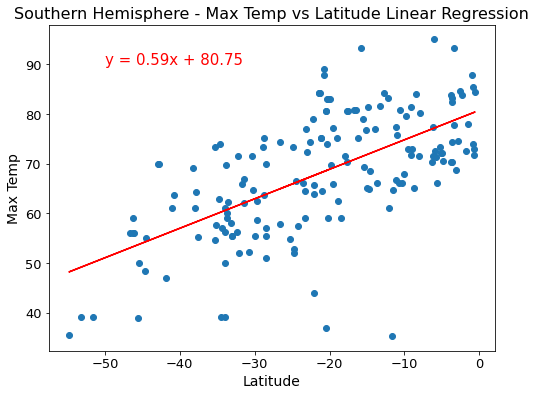 Southern Hemisphere - Max Temp vs Latitude Linear Regression
y = 0.59x + 80.75
90
80
70
60
50
40
Max Temp
−50 −40 −30 −20 −10 0
Latitude